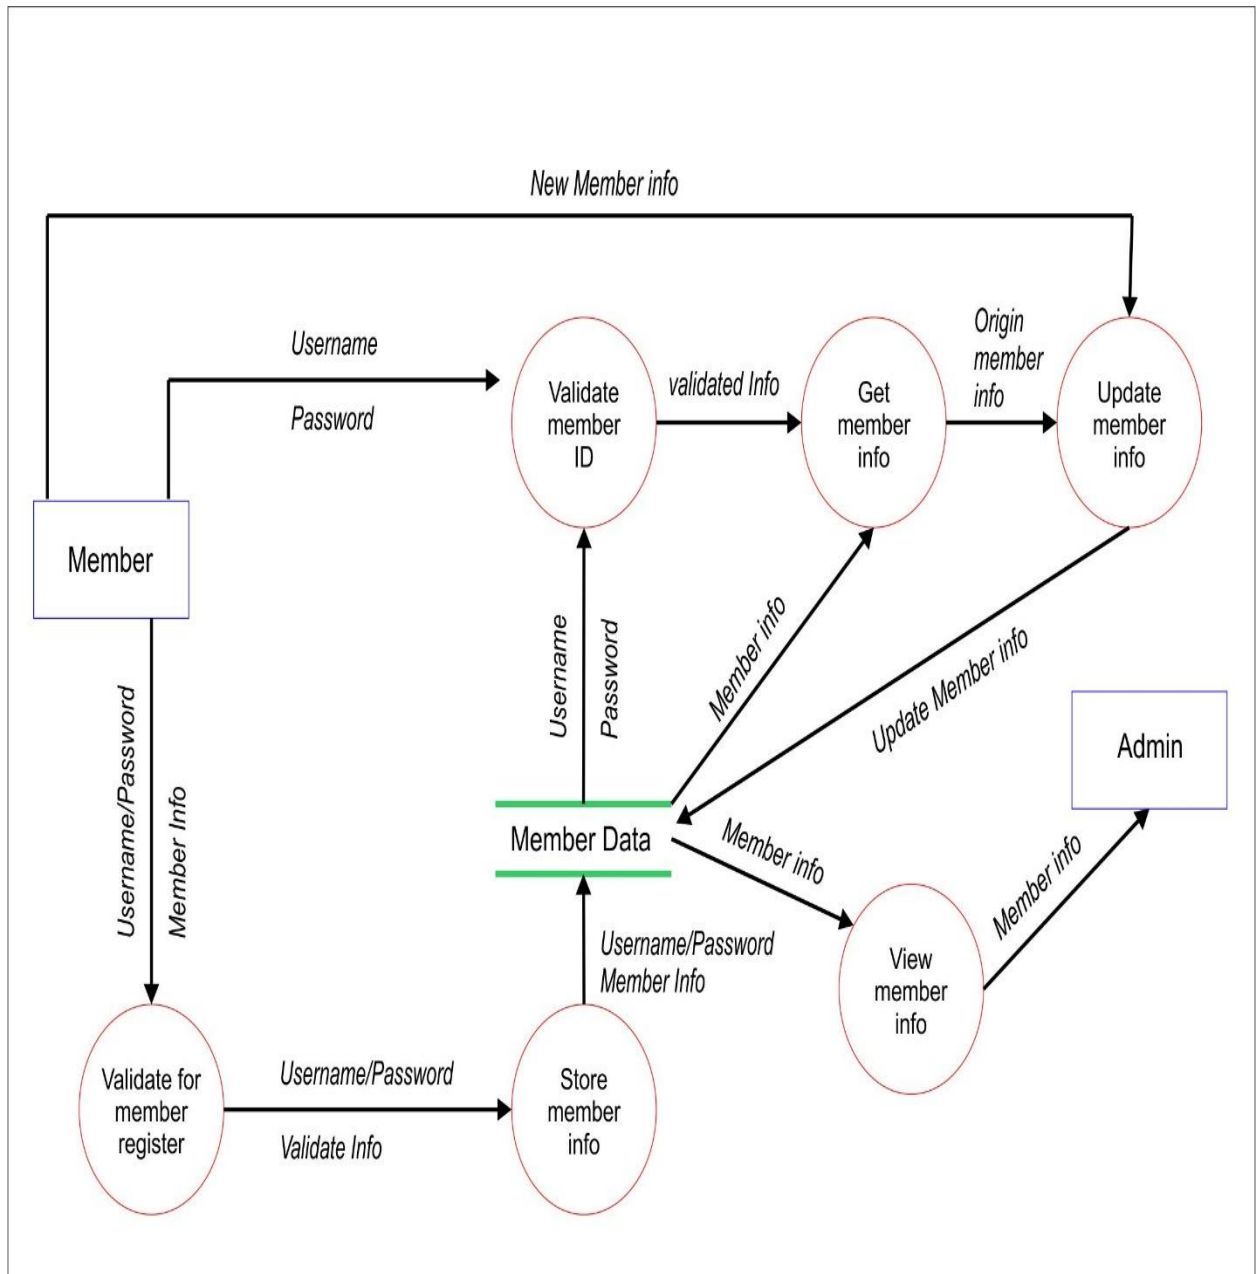 New Member info
Username
Password
Validate
member
ID
validated Info
Get
member
info
Origin
member
info
Update
member
info
Member
Username
Password
Member info
Update Member info
Admin
Username/Password
Member Info
Member Data
Member info
Member info
Username/Password
Member Info
View
member
info
Validate for
member
register
Username/Password
Validate Info
Store
member
info